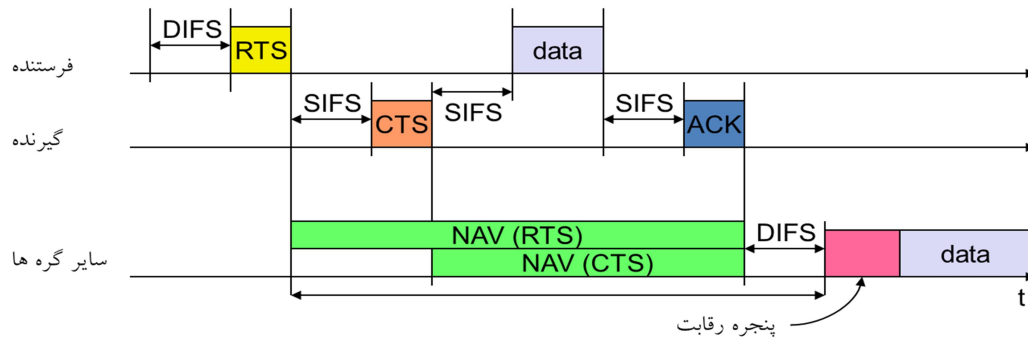 DIFS
RTS
data
فرستنده
SIFS
CTS
SIFS
SIFS
ACK
گیرنده
NAV (RTS)
DIFS
NAV (CTS)
data
سایر گره ها
t
پنجره رقابت